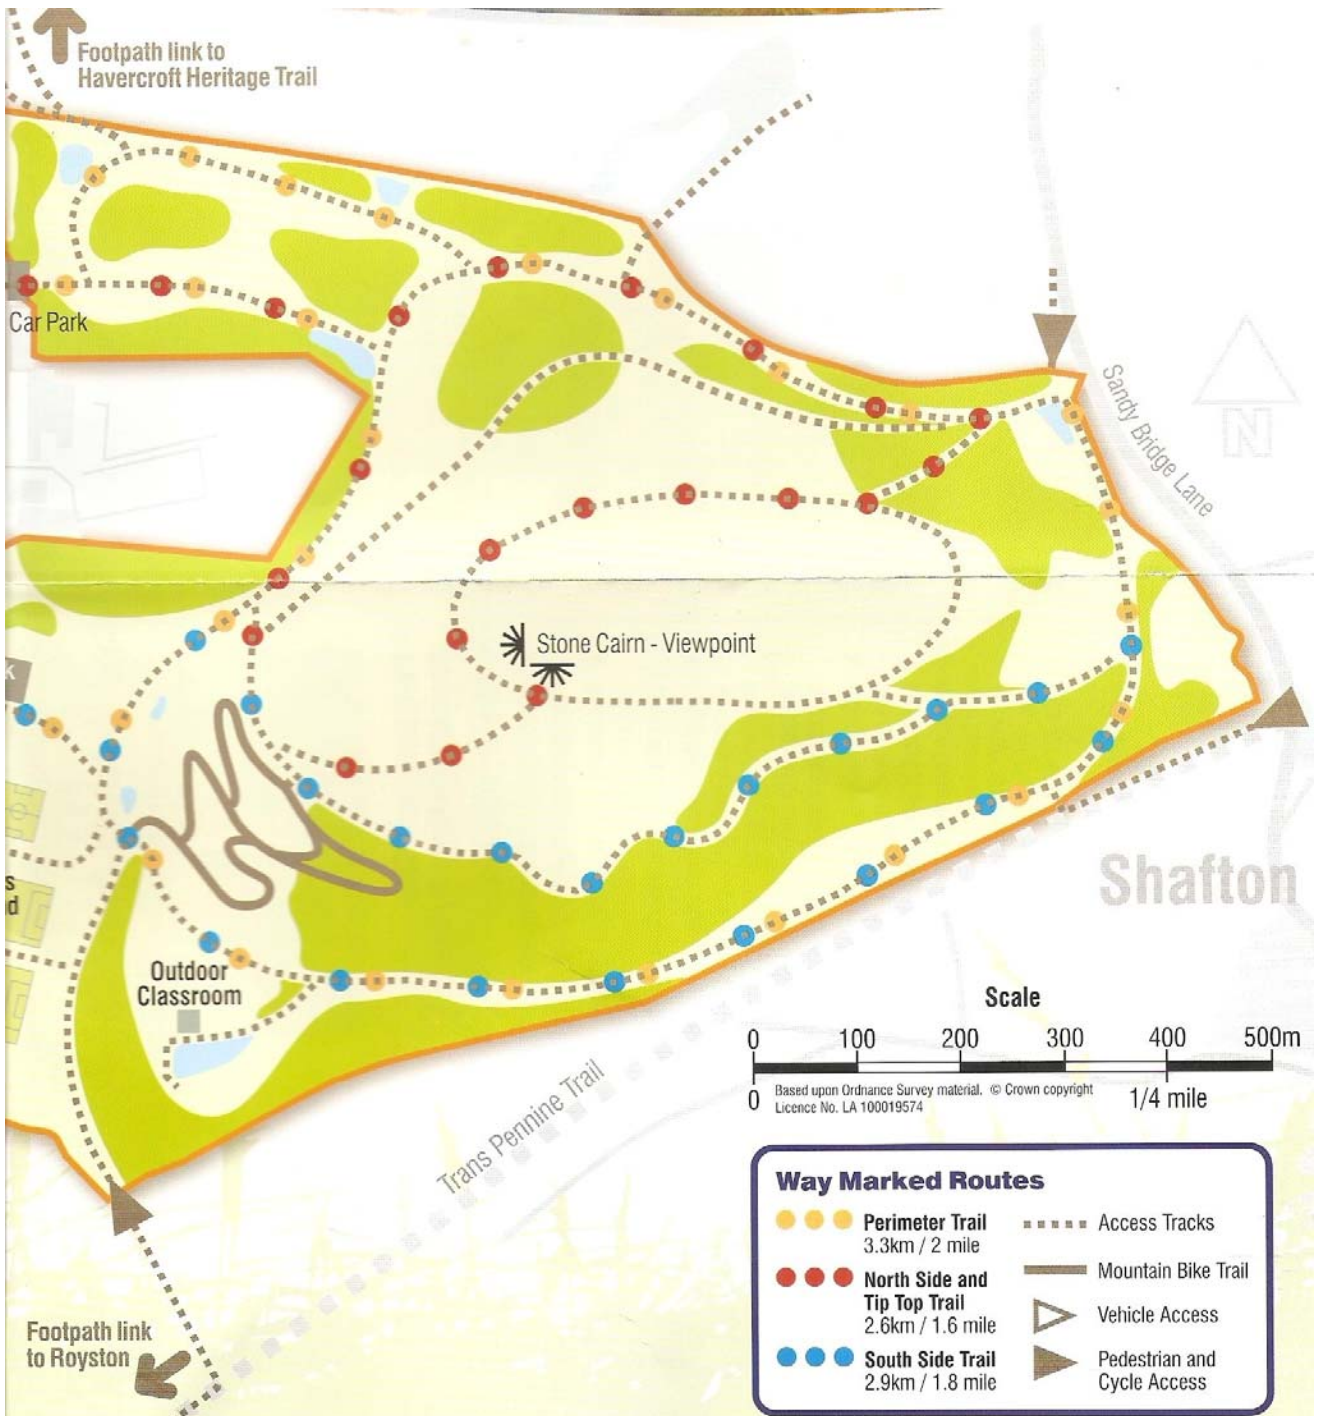 Footpath link to
Havercroft Heritage Trail
Car Park
Sandy Bridge Lane
N
Stone Cairn - Viewpoint
K
s
d
Shafton
Outdoor
Classroom
Scale
0 100 200 300 400 500m
0 1/4 mile
Based upon Ordnance Survey material. © Crown copyright
Licence No. LA 100019574
Trans Pennine Trail
Way Marked Routes
Perimeter Trail
3.3km / 2 mile
North Side and
Tip Top Trail
2.6km / 1.6 mile
South Side Trail
2.9km / 1.8 mile
Access Tracks
Mountain Bike Trail
Vehicle Access
Pedestrian and
Cycle Access
Footpath link
to Royston